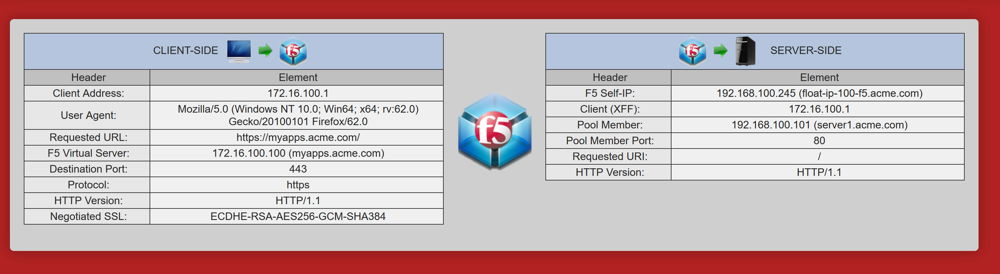 CLIENT-SIDE f5
Header Element
Client Address: 172.16.100.1
User Agent: Mozilla/5.0 (Windows NT 10.0; Win64; x64; rv:62.0)
Gecko/20100101 Firefox/62.0
Requested URL: https://myapps.acme.com/
F5 Virtual Server: 172.16.100.100 (myapps.acme.com)
Destination Port: 443
Protocol: https
HTTP Version: HTTP/1.1
Negotiated SSL: ECDHE-RSA-AES256-GCM-SHA384
f5
f5 SERVER-SIDE
Header Element
F5 Self-IP: 192.168.100.245 (float-ip-100-f5.acme.com)
Client (XFF): 172.16.100.1
Pool Member: 192.168.100.101 (server1.acme.com)
Pool Member Port: 80
Requested URI: /
HTTP Version: HTTP/1.1